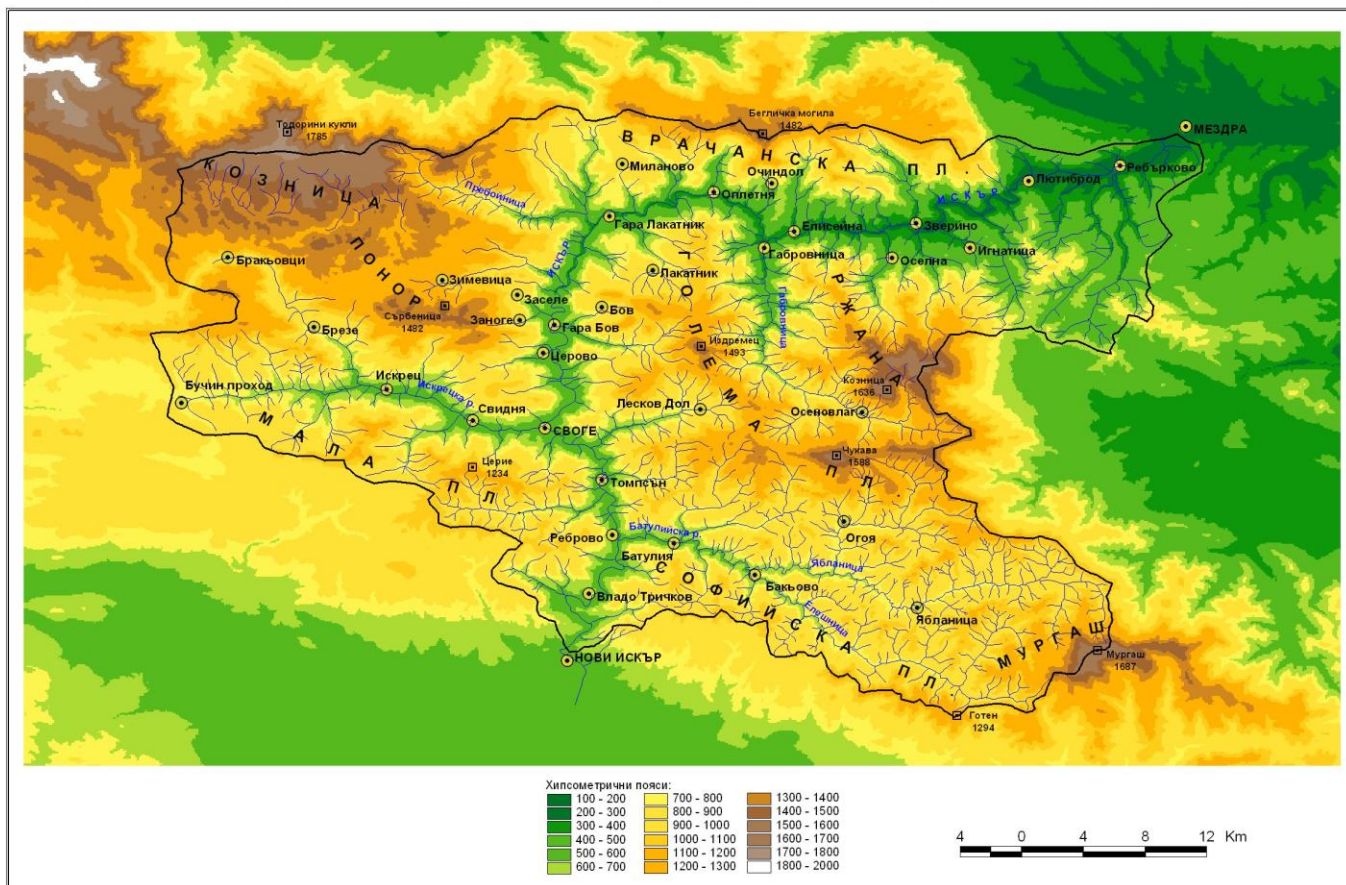 Тодорини кукли
1785
Бегличка могила
1482
МЕЗДРА
КОЗНИЦА
ВРАЧАНСКА ПЛ.
Миланово
Очиндол
Ребърково
Лютиброд
Пребойница
Оплетня
ИСКЪР
Гара Лакатник
Елисейна
Зверино
Габровница
Игнатица
Оселна
Бракьовци
ПОНОР
ИСКЪР
Лакатник
ГОЛЕМА ПЛ.
РЖАНА
Зимевица
Заселе
Сърбеница
1482
Бов
Заноге
Гара Бов
Габровница
Брезе
Издремец
1493
Церово
Козница
1636
Бучин проход
Искрец
Искрецка р.
Свидня
Лесков Дол
Осеновлаг
МАЛА ПЛ.
СВОГЕ
Церие
1234
Чукава
1588
Томпсън
Огоя
Реброво
Батулийска р.
Батулия
Ябланица
СОФИЙСКА ПЛ.
Бакьово
Владо Тричков
Елешница
Ябланица
МУРГАШ
Мургаш
1687
НОВИ ИСКЪР
Готен
1294
Хипсометрични пояси:
100 - 200
200 - 300
300 - 400
400 - 500
500 - 600
600 - 700
700 - 800
800 - 900
900 - 1000
1000 - 1100
1100 - 1200
1200 - 1300
1300 - 1400
1400 - 1500
1500 - 1600
1600 - 1700
1700 - 1800
1800 - 2000
4 0 4 8 12 Km